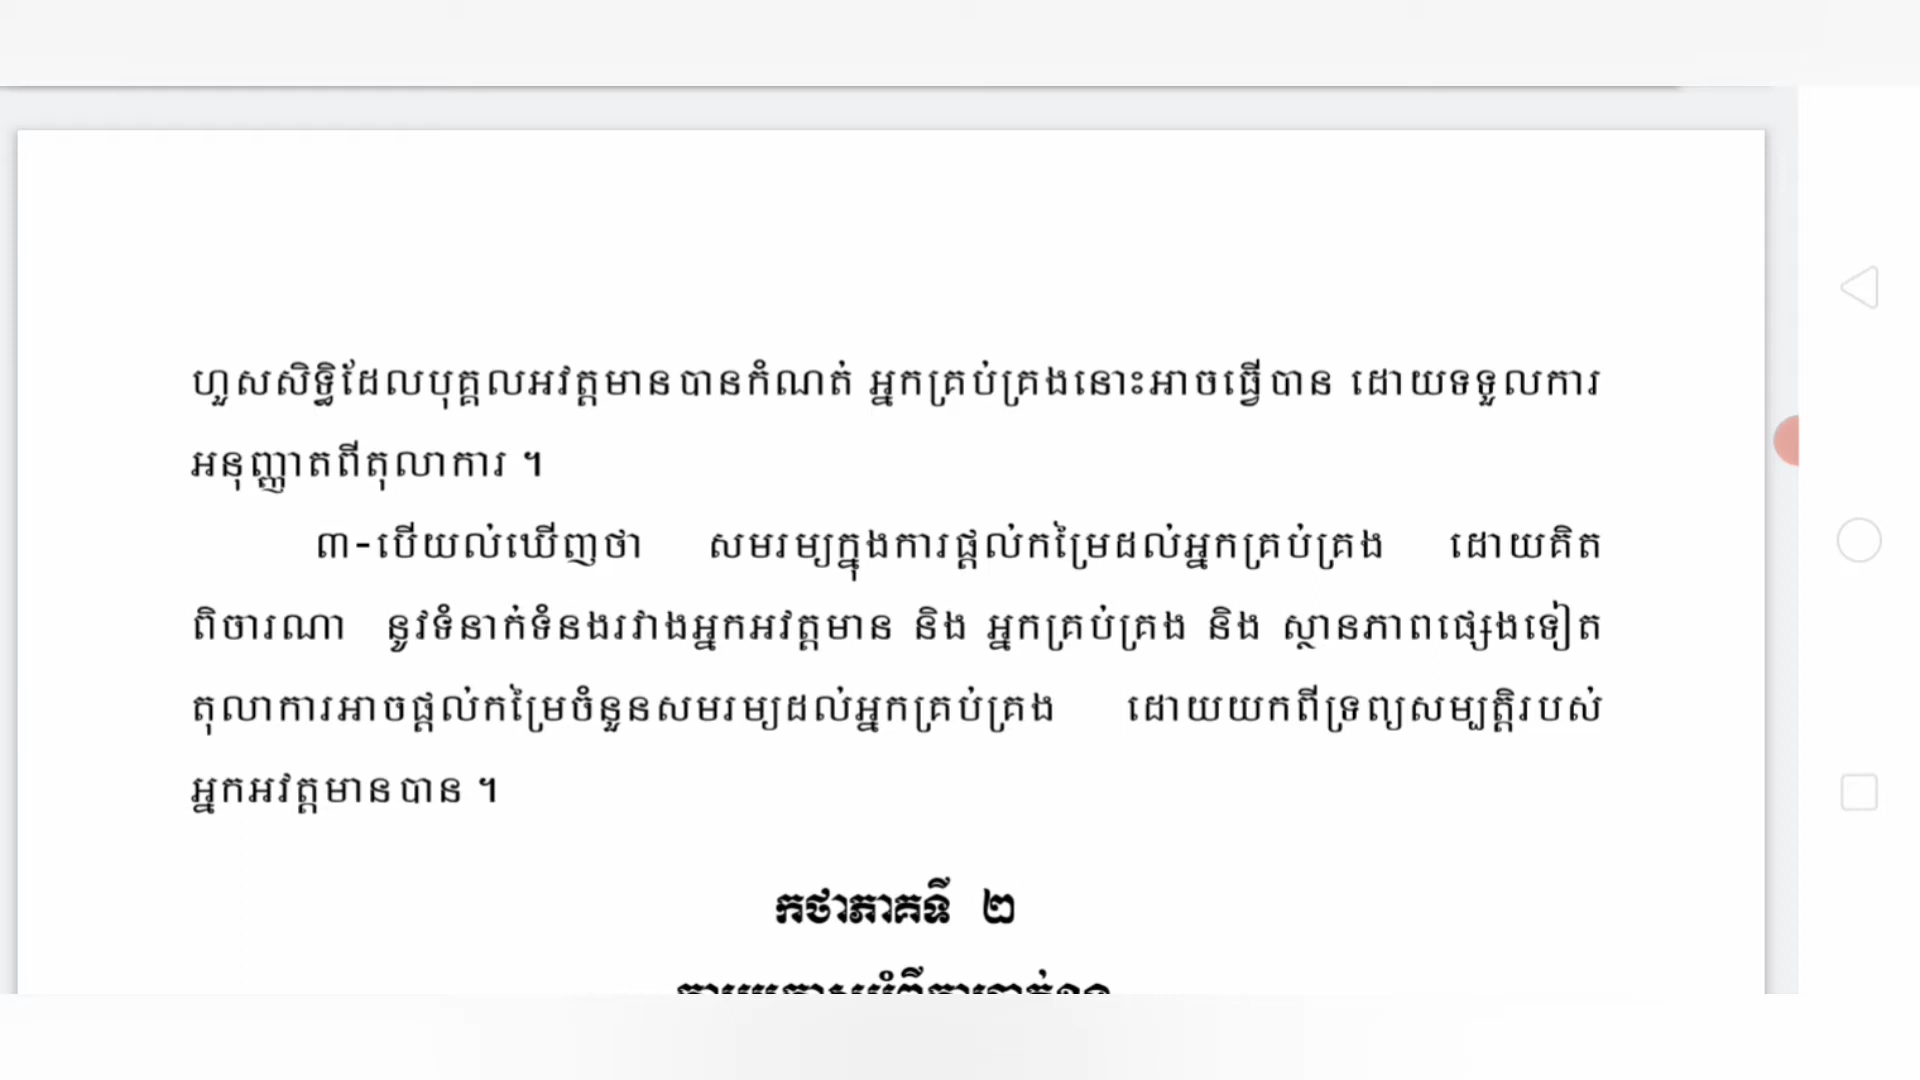 ហួសសិទ្ធិដែលបុគ្គលអវត្តមានបានកំណត់ អ្នកគ្រប់គ្រងនោះអាចធ្វើបាន ដោយទទួលការ
អនុញ្ញាតពីតុលាការ ។
៣-បើយល់ឃើញថា សមរម្យក្នុងការផ្តល់កម្រៃដល់អ្នកគ្រប់គ្រង ដោយគិត
ពិចារណា នូវទំនាក់ទំនងរវាងអ្នកអវត្តមាន និង អ្នកគ្រប់គ្រង និង ស្ថានភាពផ្សេងទៀត
តុលាការអាចផ្តល់កម្រៃចំនួនសមរម្យដល់អ្នកគ្រប់គ្រង ដោយយកពីទ្រព្យសម្បត្តិរបស់
អ្នកអវត្តមានបាន ។
កថាភាគទី ២